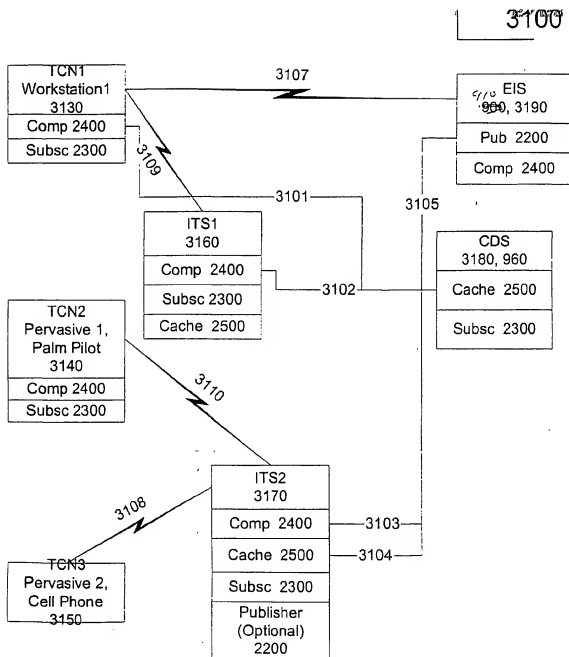 3100
TCN1
Workstation1
3130
Comp 2400
Subsc 2300
3107
EIS
900, 3190
Pub 2200
Comp 2400
3109
3101
3105
ITS1
3160
Comp 2400
Subsc 2300
Cache 2500
3102
CDS
3180, 960
Cache 2500
Subsc 2300
TCN2
Pervasive 1,
Palm Pilot
3140
Comp 2400
Subsc 2300
3110
ITS2
3170
Comp 2400
Cache 2500
Subsc 2300
Publisher
(Optional)
2200
3103
3104
3108
TCN3
Pervasive 2,
Cell Phone
3150